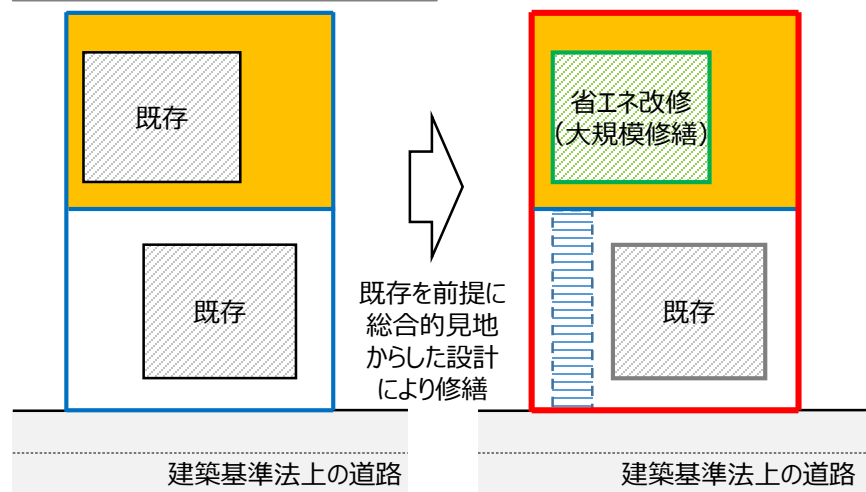 既存
既存
建築基準法上の道路
既存を前提に
総合的見地
からした設計
により修繕
省エネ改修
(大規模修繕)
既存
建築基準法上の道路